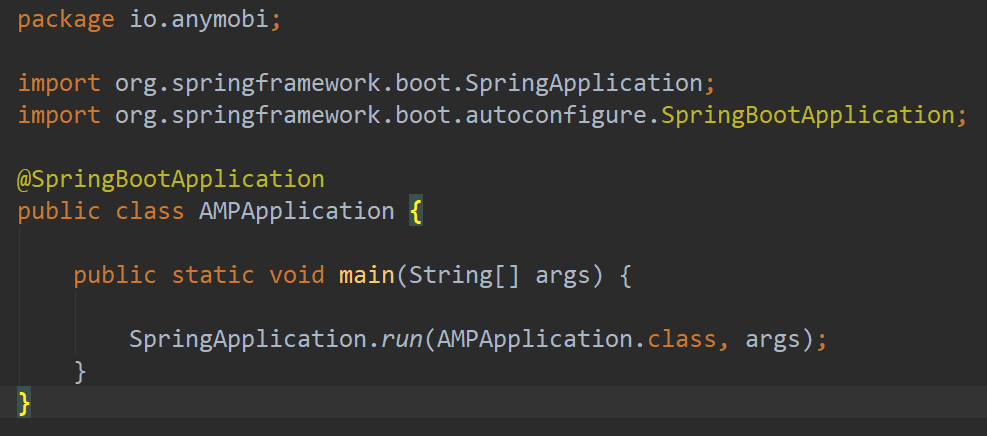 package io.anymobi;
import org.springframework.boot.SpringApplication;
import org.springframework.boot.autoconfigure.SpringBootApplication;
@SpringBootApplication
public class AMPApplication {
public static void main(String[] args) {
SpringApplication.run(AMPApplication.class, args);
}
}